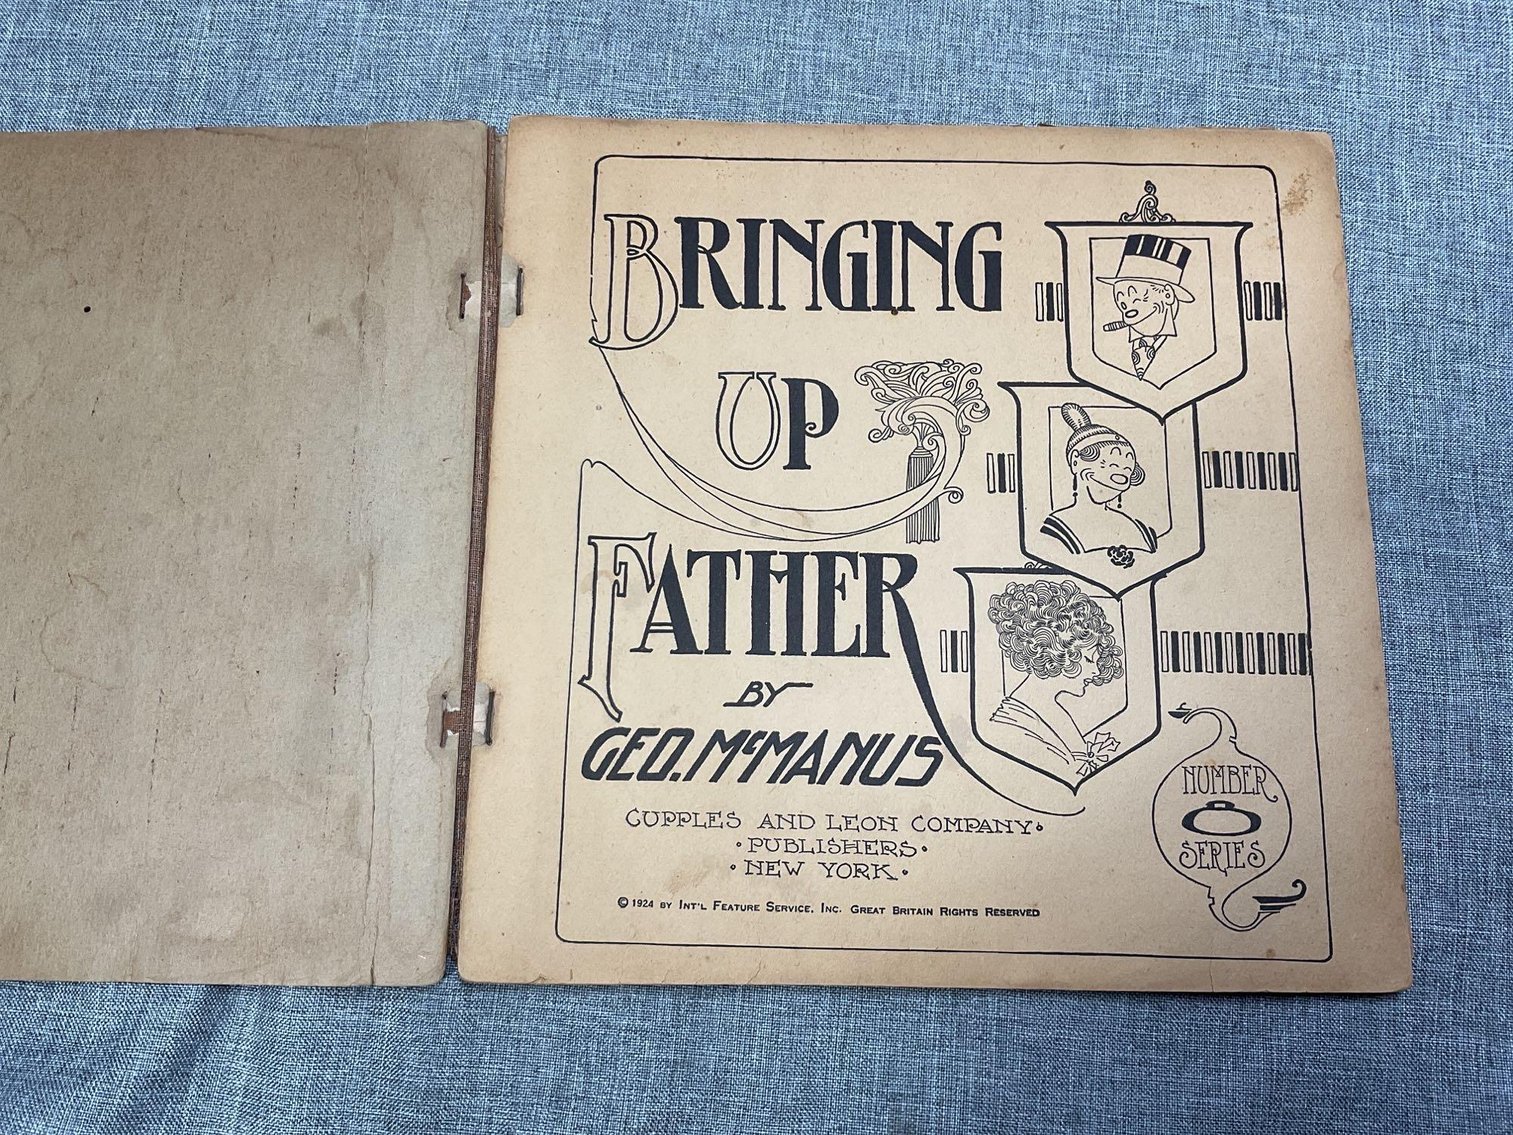 BRINGING
UP
FATHER
BY
GEO. McMANUS
CUPPLES AND LEON COMPANY
· PUBLISHERS ·
· NEW YORK ·
© 1924 BY INT'L FEATURE SERVICE, INC. GREAT BRITAIN RIGHTS RESERVED
NUMBER
8
SERIES